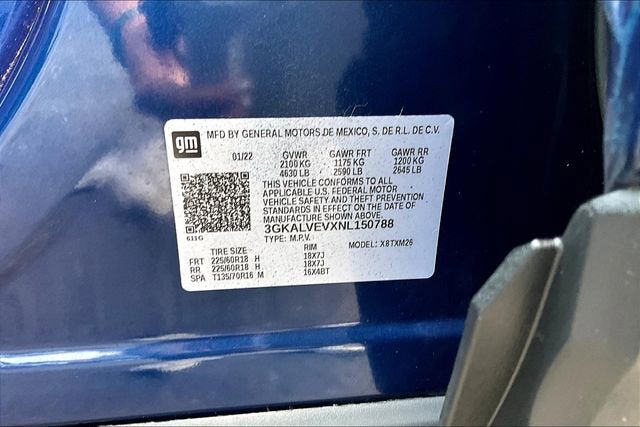 gm MFD BY GENERAL MOTORS DE MEXICO, S. DE R.L. DE C.V.
01/22 GVWR GAWR FRT GAWR RR
2100 KG 1175 KG 1200 KG
4630 LB 2590 LB 2645 LB
THIS VEHICLE CONFORMS TO ALL
APPLICABLE U.S. FEDERAL MOTOR
VEHICLE SAFETY AND THEFT PREVENTION
STANDARDS IN EFFECT ON THE DATE OF
MANUFACTURE SHOWN ABOVE.
611G 3GKALVEVXNL150788
TYPE: M.P.V. MODEL: X8TXM26
TIRE SIZE RIM
FRT 225/60R18 H 18X7J
RR 225/60R18 H 18X7J
SPA T135/70R16 M 16X4BT